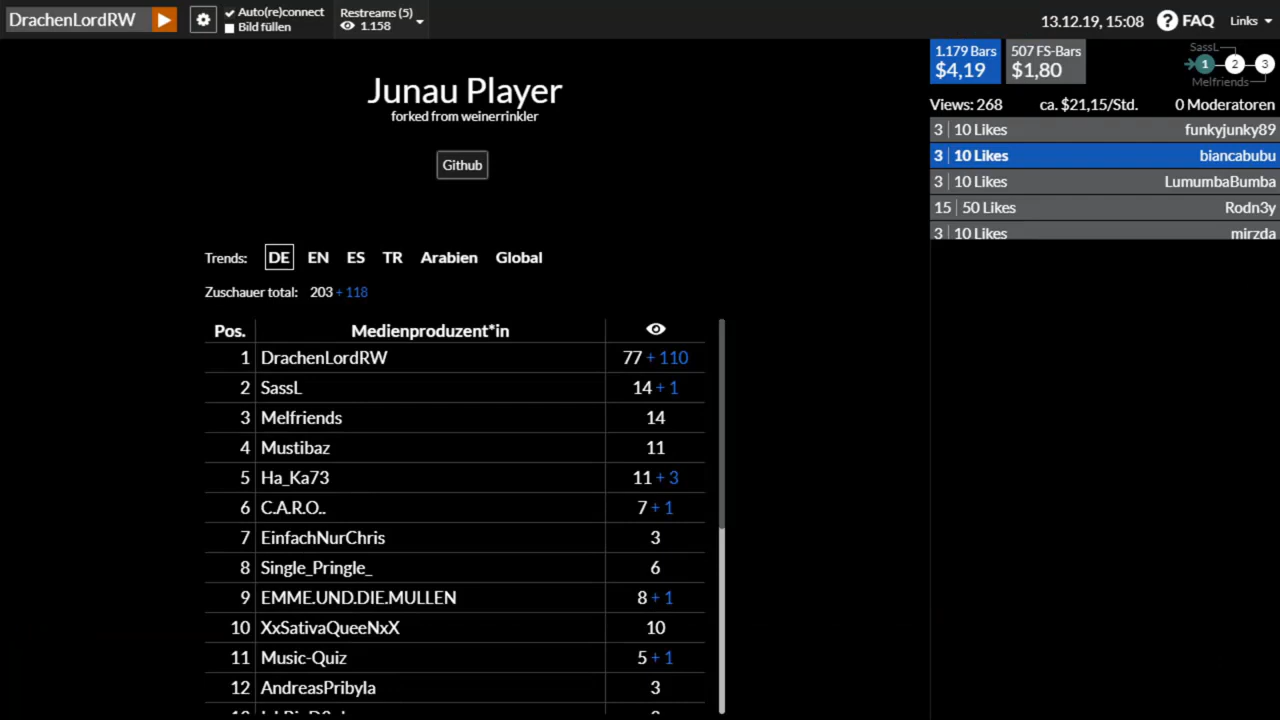 DrachenLordRW
Auto(re)connect
Bild füllen
Restreams (5)
1.158
13.12.19, 15:08
? FAQ
Links
1.179 Bars
$4,19
507 FS-Bars
$1,80
SassL
1 2 3
Melfriends
Views: 268 ca. $21,15/Std. 0 Moderatoren
3 10 Likes funkyjunky89
3 10 Likes biancabubu
3 10 Likes LumumbaBumba
15 50 Likes Rodn3y
3 10 Likes mirzda
Junau Player
forked from weinerrinkler
Github
Trends: DE EN ES TR Arabien Global
Zuschauer total: 203 + 118
Pos. Medienproduzent*in
1 DrachenLordRW 77 + 110
2 SassL 14 + 1
3 Melfriends 14
4 Mustibaz 11
5 Ha_Ka73 11 + 3
6 C.A.R.O.. 7 + 1
7 EinfachNurChris 3
8 Single_Pringle_ 6
9 EMME.UND.DIE.MULLEN 8 + 1
10 XxSativaQueeNxX 10
11 Music-Quiz 5 + 1
12 AndreasPribyla 3